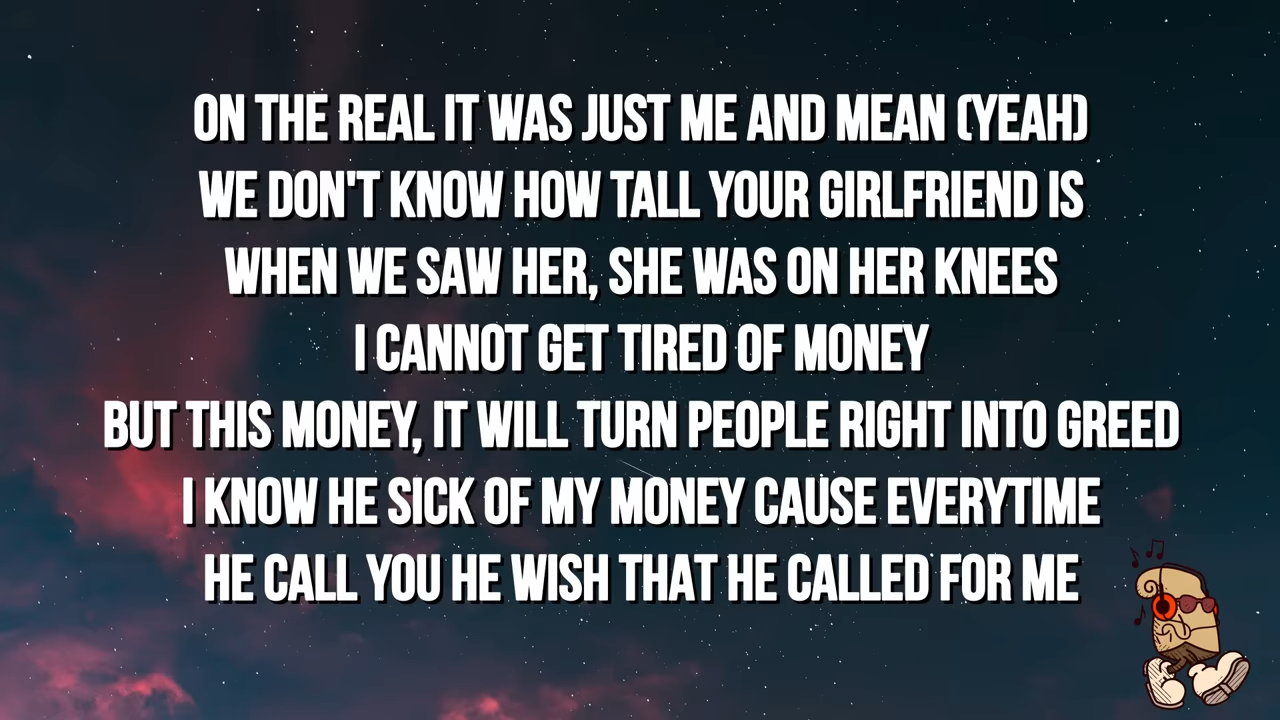 ON THE REAL IT WAS JUST ME AND MEAN (YEAH)
WE DON'T KNOW HOW TALL YOUR GIRLFRIEND IS
WHEN WE SAW HER, SHE WAS ON HER KNEES
I CANNOT GET TIRED OF MONEY
BUT THIS MONEY, IT WILL TURN PEOPLE RIGHT INTO GREED
I KNOW HE SICK OF MY MONEY CAUSE EVERYTIME
HE CALL YOU HE WISH THAT HE CALLED FOR ME